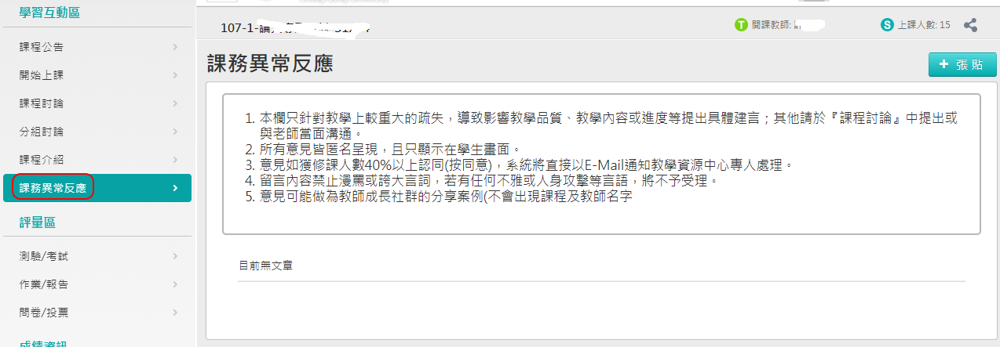 學習互動區
課程公告
開始上課
課程討論
分組討論
課程介紹
課務異常反應
評量區
測驗/考試
作業/報告
問卷/投票
成績資訊
107-1-
T 開課教師:
S 上課人數: 15
課務異常反應
+ 張 貼
1. 本欄只針對教學上較重大的疏失，導致影響教學品質、教學內容或進度等提出具體建言；其他請於『課程討論』中提出或
與老師當面溝通。
2. 所有意見皆匿名呈現，且只顯示在學生畫面。
3. 意見如獲修課人數40%以上認同(按同意)，系統將直接以E-Mail通知教學資源中心專人處理。
4. 留言內容禁止漫罵或誇大言詞，若有任何不雅或人身攻擊等言語，將不予受理。
5. 意見可能做為教師成長社群的分享案例(不會出現課程及教師名字
目前無文章